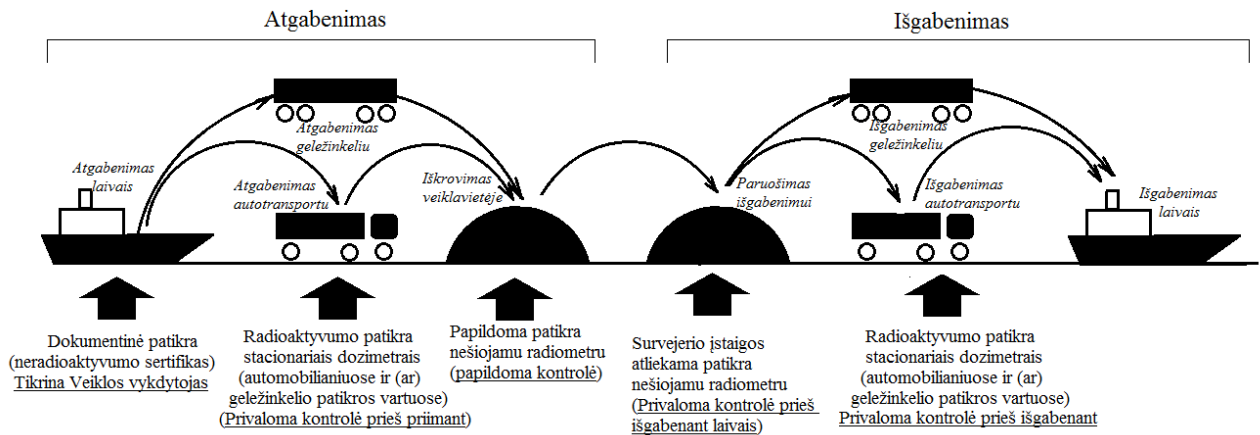 Atgabenimas
Išgabenimas
Atgabenimas
geležinkeliu
Išgabenimas
geležinkeliu
Atgabenimas
laivais
Atgabenimas
autotransportu
Iškrovimas
veiklavietėje
Paruošimas
išgabenimui
Išgabenimas
autotransportu
Išgabenimas
laivais
Dokumentinė patikra
(neradioaktyvumo sertifikas)
Tikrina Veiklos vykdytojas
Radioaktyvumo patikra
stacionariais dozimetrais
(automobilianiuose ir (ar)
geležinkelio patikros vartuose)
(Privaloma kontrolė prieš priimant)
Papildoma patikra
nešiojamu radiometru
(papildoma kontrolė)
Survejerio įstaigos
atliekama patikra
nešiojamu radiometru
(Privaloma kontrolė prieš
išgabenant laivais)
Radioaktyvumo patikra
stacionariais dozimetrais
(automobilianiuose ir (ar)
geležinkelio patikros vartuose)
Privaloma kontrolė prieš išgabenant